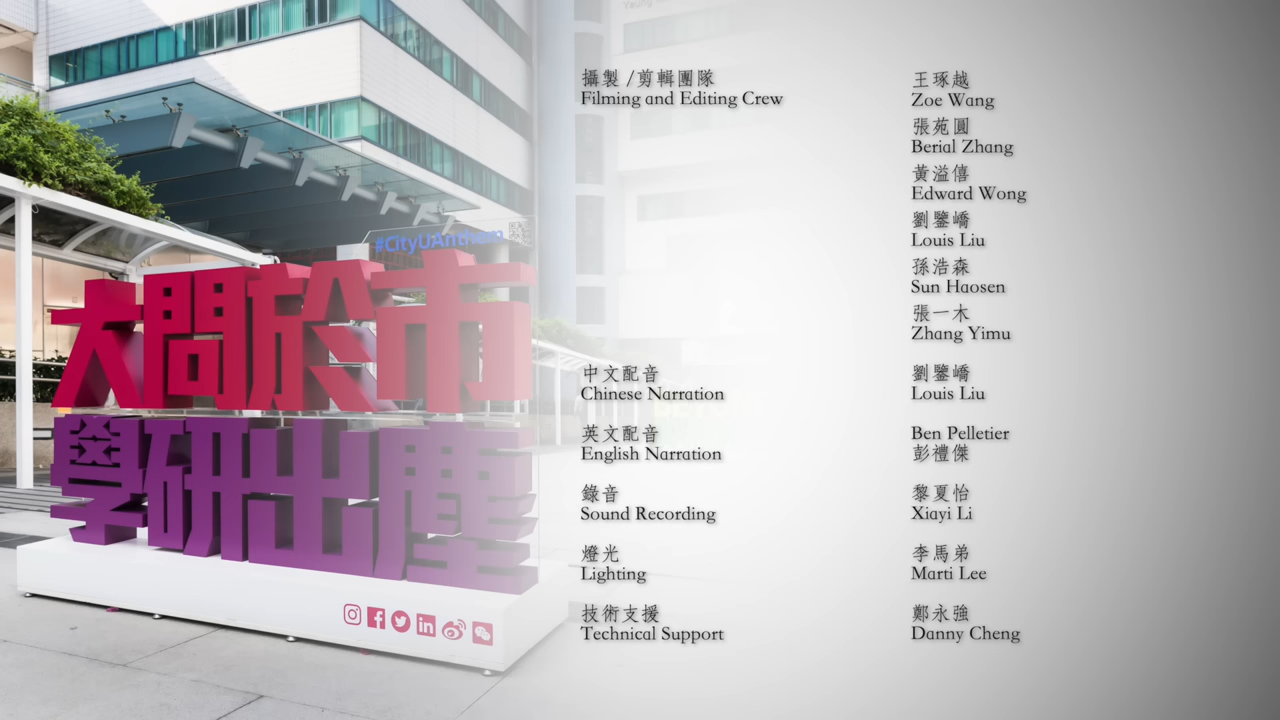 #CityUAnthem
大問於市
學研出塵
攝製 /剪輯團隊
Filming and Editing Crew
王琢越
Zoe Wang
張苑圓
Berial Zhang
黃溢僖
Edward Wong
劉鑒嶠
Louis Liu
孫浩森
Sun Haosen
張一木
Zhang Yimu
中文配音
Chinese Narration
劉鑒嶠
Louis Liu
英文配音
English Narration
Ben Pelletier
彭禮傑
錄音
Sound Recording
黎夏怡
Xiayi Li
燈光
Lighting
李馬弟
Marti Lee
技術支援
Technical Support
鄭永強
Danny Cheng